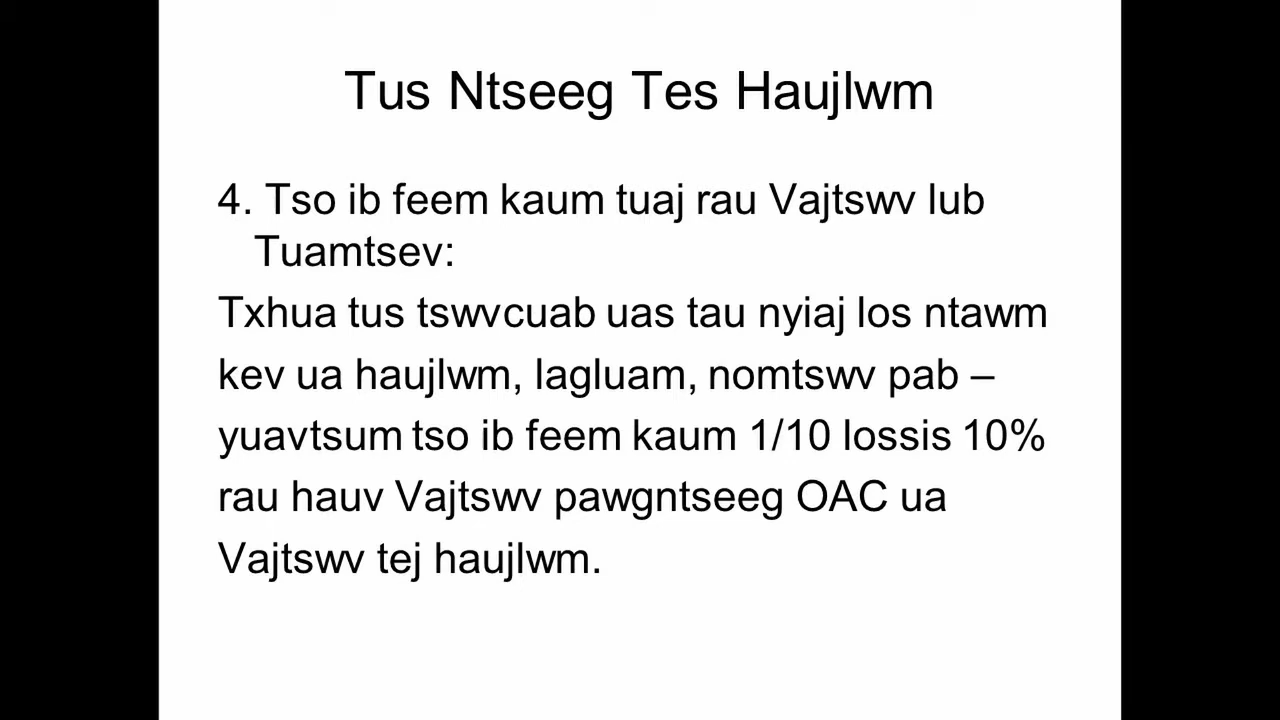 Tus Ntseeg Tes Haujlwm
4. Tso ib feem kaum tuaj rau Vajtswv lub
Tuamtsev:
Txhua tus tswvcuab uas tau nyiaj los ntawm
kev ua haujlwm, lagluam, nomtswv pab –
yuavtsum tso ib feem kaum 1/10 lossis 10%
rau hauv Vajtswv pawgntseeg OAC ua
Vajtswv tej haujlwm.